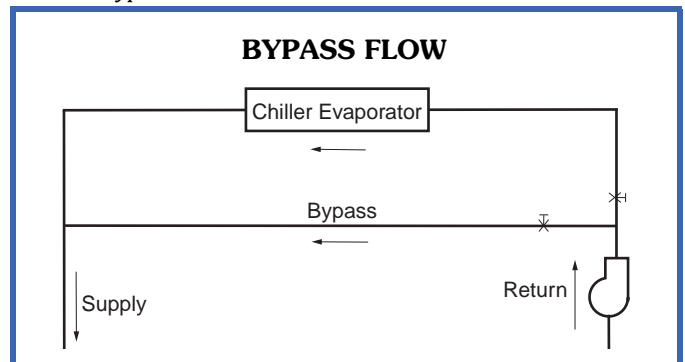 BYPASS FLOW
Chiller Evaporator
Bypass
Return
Supply